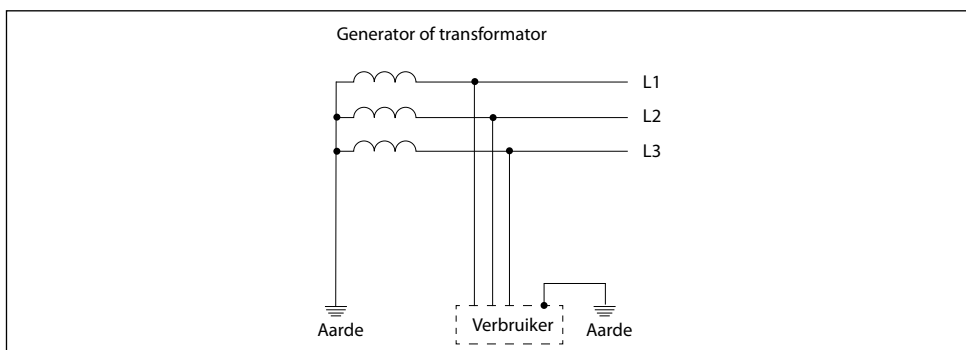 Generator of transformator
L1
L2
L3
Aarde
Verbruiker
Aarde